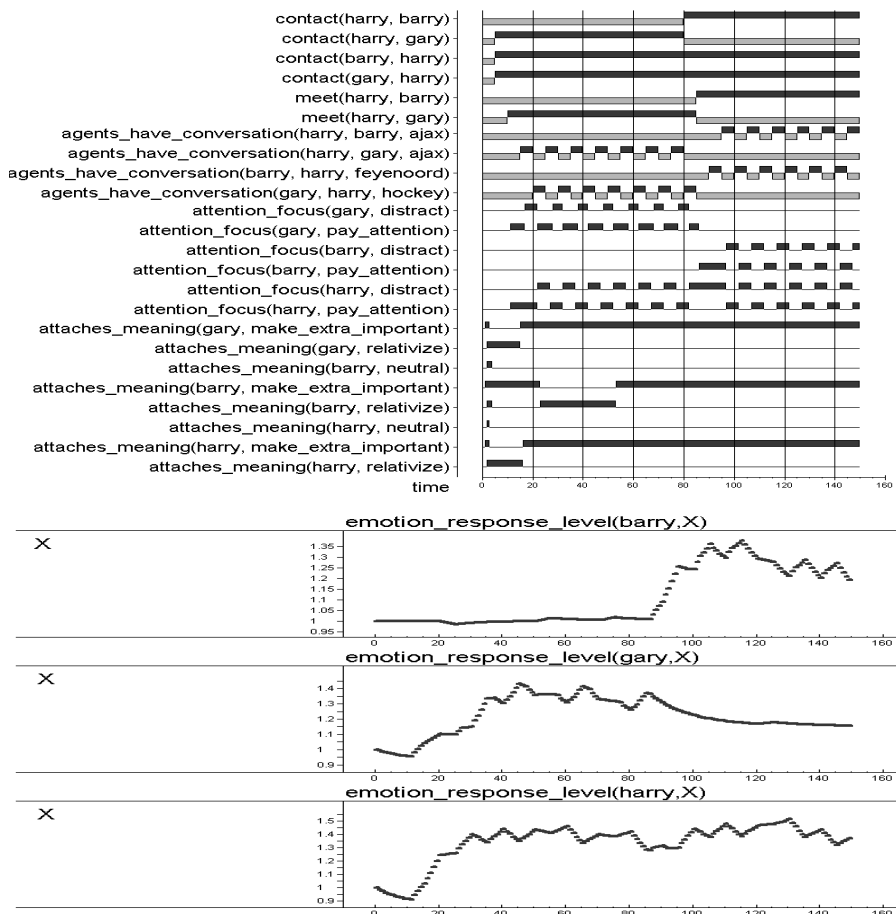 contact(harry, barry)
contact(harry, gary)
contact(barry, harry)
contact(gary, harry)
meet(harry, barry)
meet(harry, gary)
agents_have_conversation(harry, barry, ajax)
agents_have_conversation(harry, gary, ajax)
agents_have_conversation(barry, harry, feyenoord)
agents_have_conversation(gary, harry, hockey)
attention_focus(gary, distract)
attention_focus(gary, pay_attention)
attention_focus(barry, distract)
attention_focus(barry, pay_attention)
attention_focus(harry, distract)
attention_focus(harry, pay_attention)
attaches_meaning(gary, make_extra_important)
attaches_meaning(gary, relativize)
attaches_meaning(barry, neutral)
attaches_meaning(barry, make_extra_important)
attaches_meaning(barry, relativize)
attaches_meaning(harry, neutral)
attaches_meaning(harry, make_extra_important)
attaches_meaning(harry, relativize)
time 0 20 40 60 80 100 120 140 160
emotion_response_level(barry,X)
X
1.35
1.3
1.25
1.2
1.15
1.1
1.05
1
0.95
0 20 40 60 80 100 120 140 160
emotion_response_level(gary,X)
X
1.4
1.3
1.2
1.1
1
0.9
0 20 40 60 80 100 120 140 160
emotion_response_level(harry,X)
X
1.5
1.4
1.3
1.2
1.1
1
0.9
0 20 40 60 80 100 120 140 160